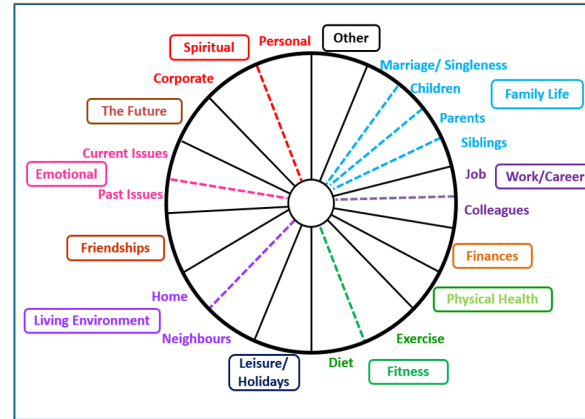 Personal
Other
Spiritual
Marriage/ Singleness
Corporate
Children
Family Life
The Future
Parents
Siblings
Current Issues
Job
Work/Career
Emotional
Past Issues
Colleagues
Friendships
Finances
Home
Physical Health
Living Environment
Neighbours
Exercise
Leisure/
Holidays
Diet
Fitness